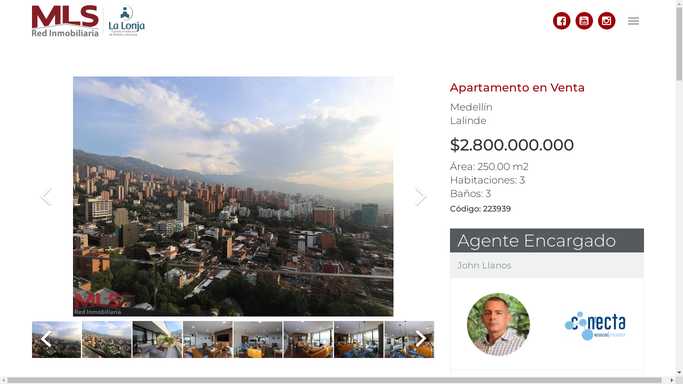 MLS
Red Inmobiliaria
La Lonja
Apartamento en Venta
Medellín
Lalinde
$2.800.000.000
Área: 250.00 m2
Habitaciones: 3
Baños: 3
Código: 223939
MLS
Red Inmobiliaria
Agente Encargado
John Llanos
conecta